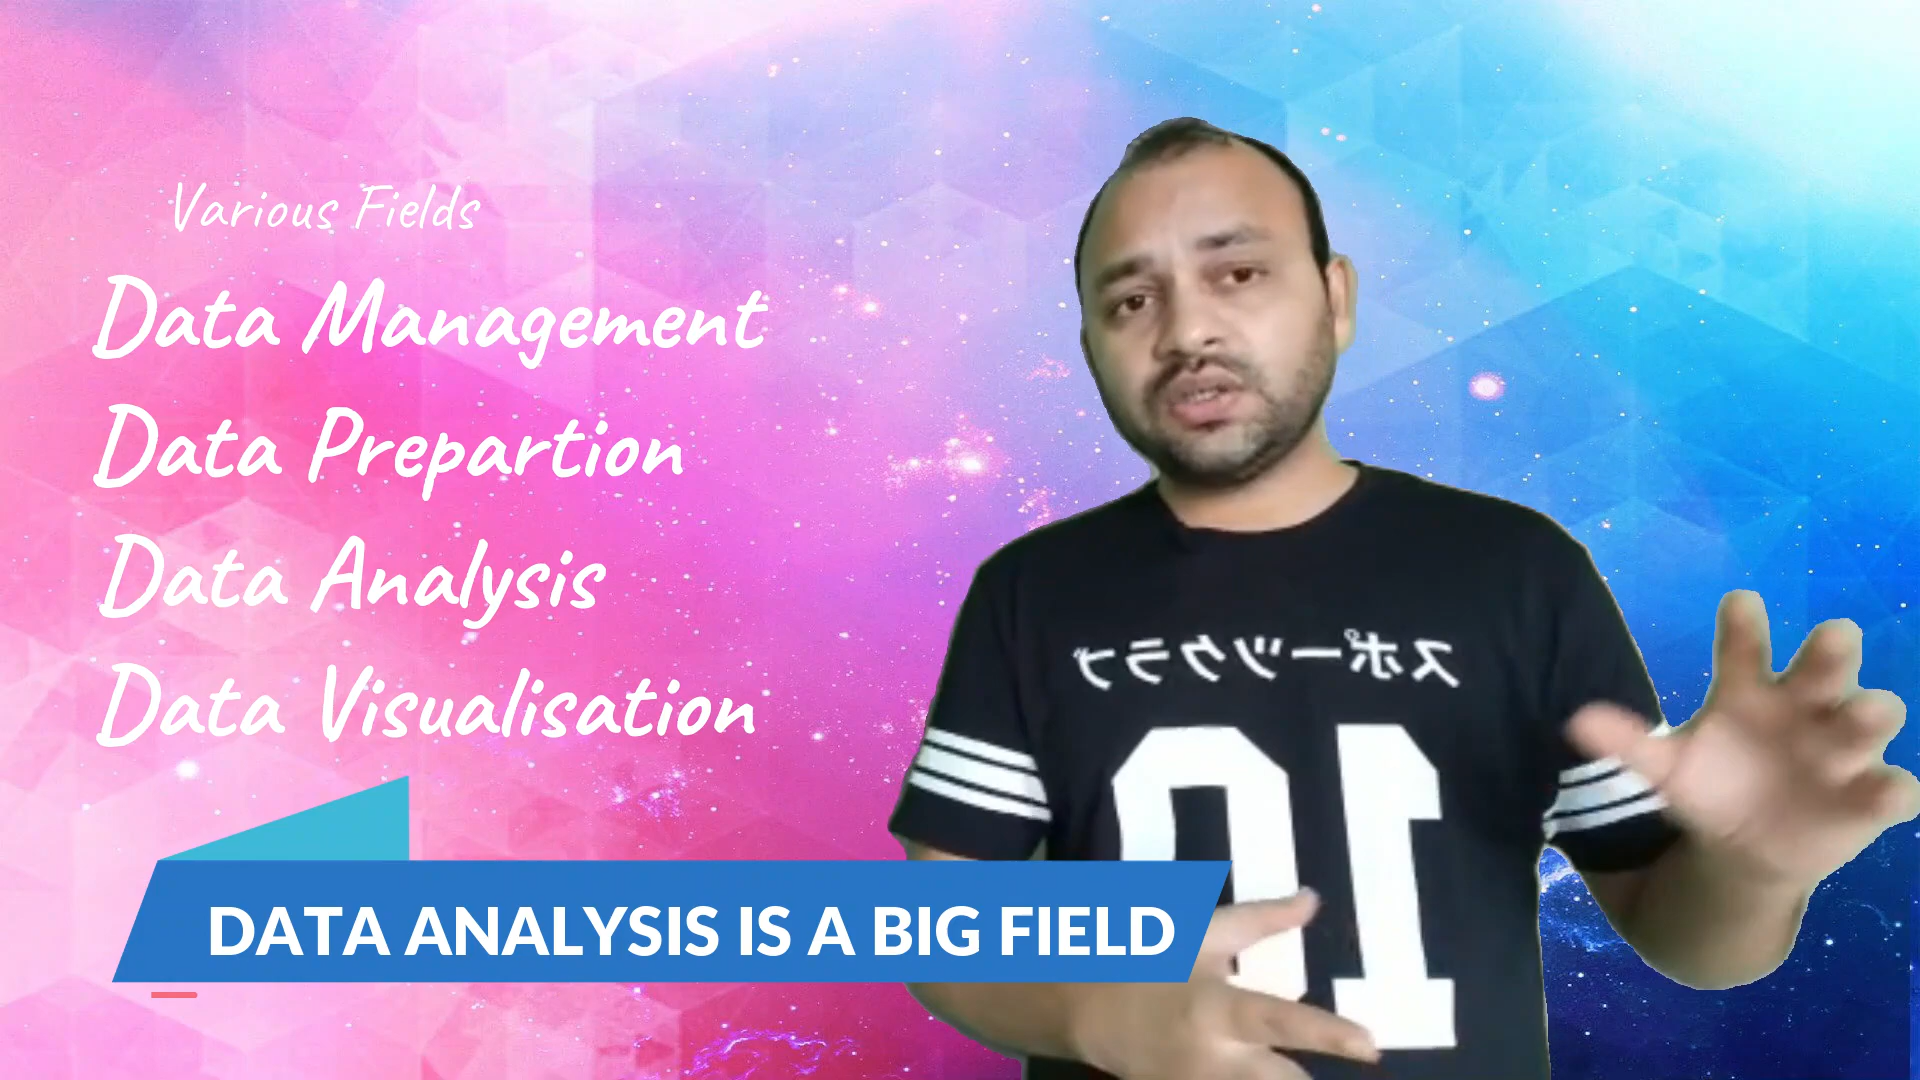 Various Fields
Data Management
Data Prepartion
Data Analysis
Data Visualisation
スポーツクラブ
10
DATA ANALYSIS IS A BIG FIELD